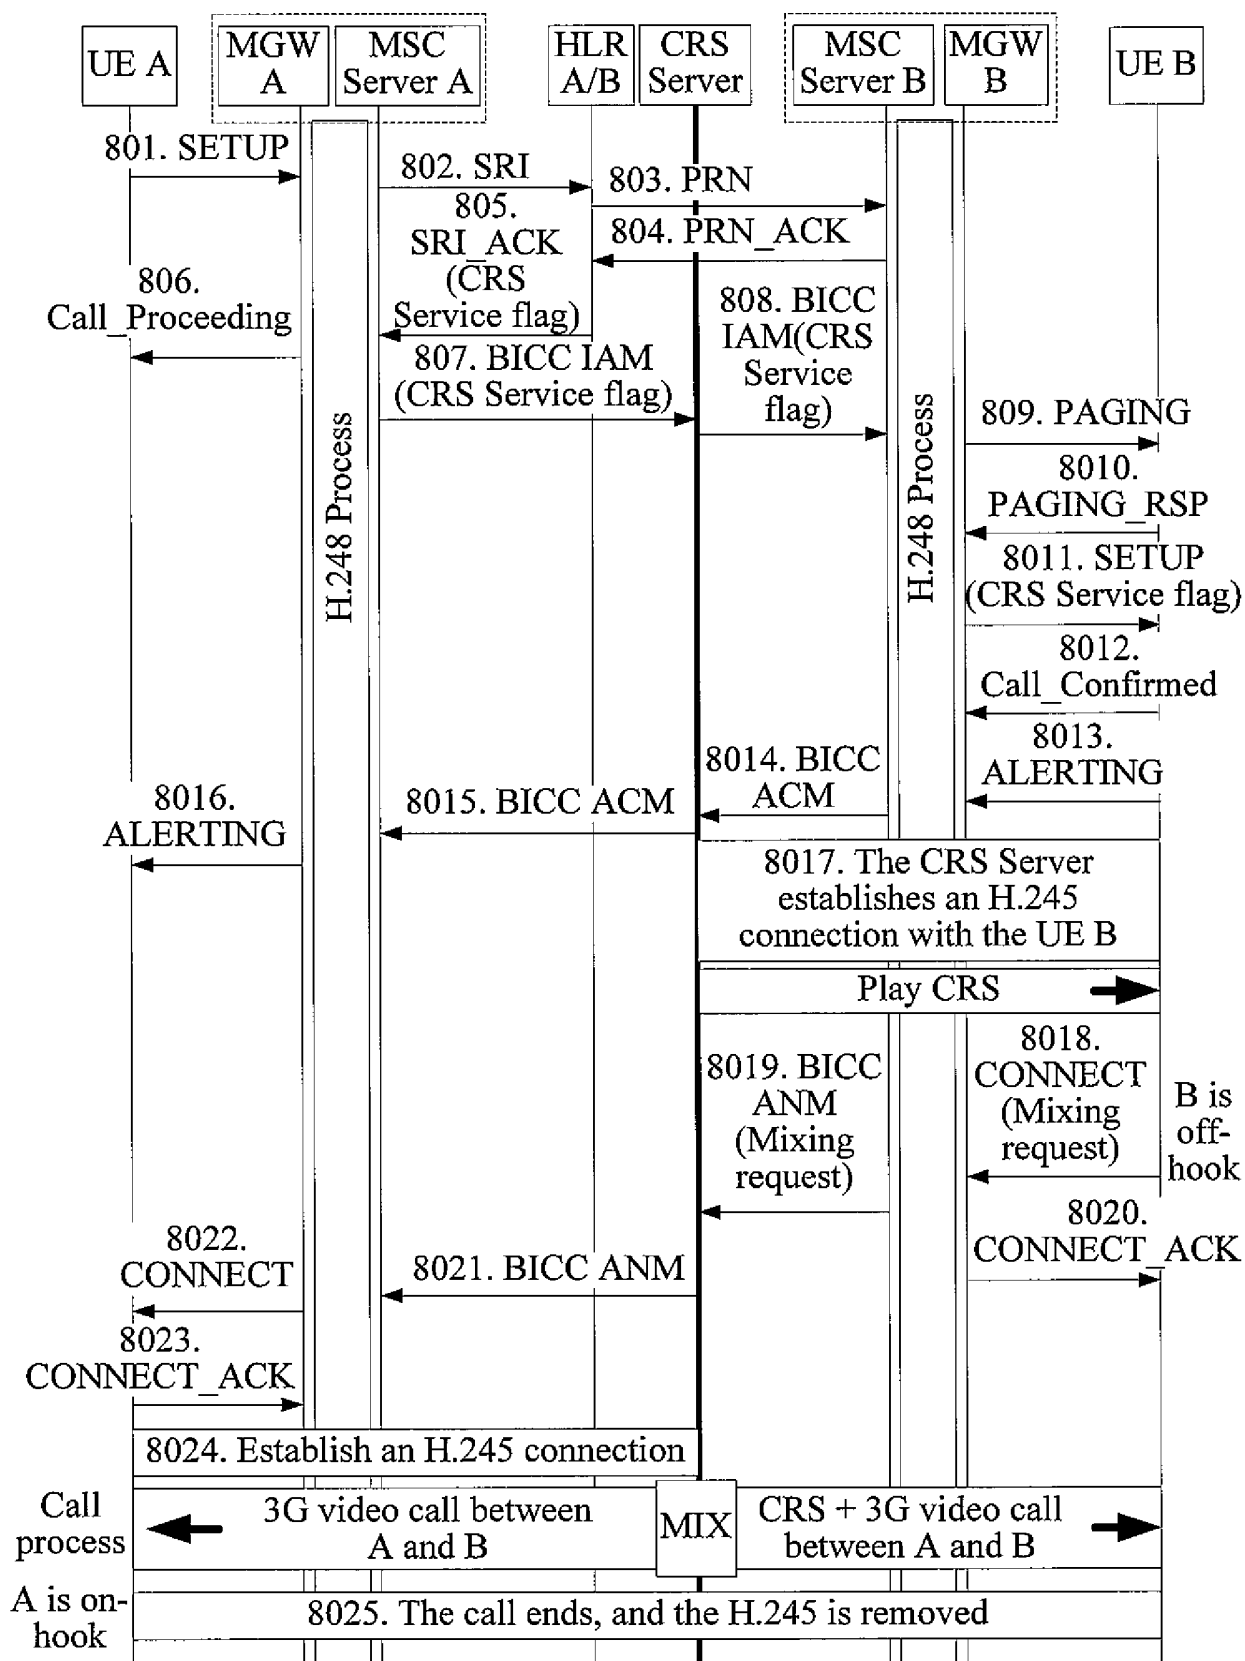 UE A
MGW
A
MSC
Server A
HLR
A/B
CRS
Server
MSC
Server B
MGW
B
UE B
801. SETUP
802. SRI
803. PRN
804. PRN_ACK
805.
SRI_ACK
(CRS
Service flag)
806.
Call_Proceeding
807. BICC IAM
(CRS Service flag)
808. BICC
IAM(CRS
Service
flag)
H.248 Process
H.248 Process
809. PAGING
8010.
PAGING_RSP
8011. SETUP
(CRS Service flag)
8012.
Call_Confirmed
8013.
ALERTING
8014. BICC
ACM
8015. BICC ACM
8016.
ALERTING
8017. The CRS Server
establishes an H.245
connection with the UE B
Play CRS
8018.
CONNECT
(Mixing
request)
B is
off-
hook
8019. BICC
ANM
(Mixing
request)
8020.
CONNECT_ACK
8021. BICC ANM
8022.
CONNECT
8023.
CONNECT_ACK
8024. Establish an H.245 connection
Call
process
3G video call between
A and B
MIX
CRS + 3G video call
between A and B
A is on-
hook
8025. The call ends, and the H.245 is removed